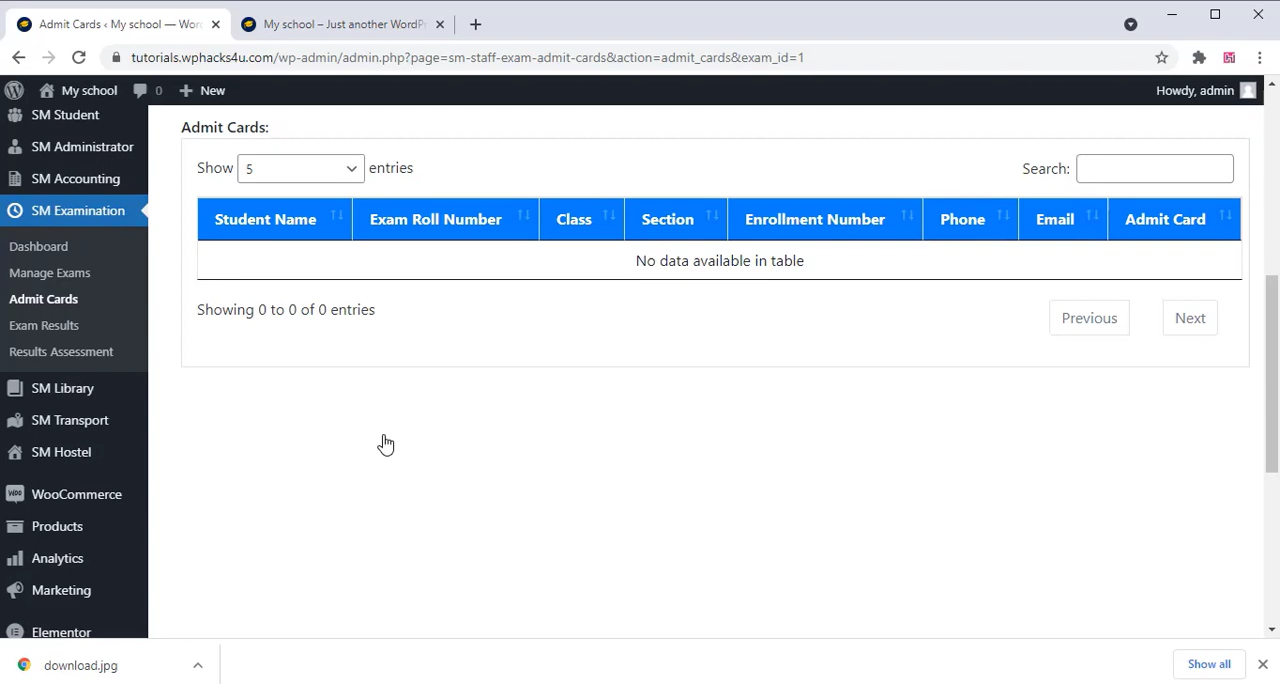 Admit Cards ‹ My school — Wor
My school – Just another WordPr
tutorials.wphacks4u.com/wp-admin/admin.php?page=sm-staff-exam-admit-cards&action=admit_cards&exam_id=1
My school
0
New
Howdy, admin
SM Student
SM Administrator
SM Accounting
SM Examination
Dashboard
Manage Exams
Admit Cards
Exam Results
Results Assessment
SM Library
SM Transport
SM Hostel
WooCommerce
Products
Analytics
Marketing
Elementor
Admit Cards:
Show 5 entries
Search:
Student Name Exam Roll Number Class Section Enrollment Number Phone Email Admit Card
No data available in table
Showing 0 to 0 of 0 entries
Previous Next
download.jpg
Show all